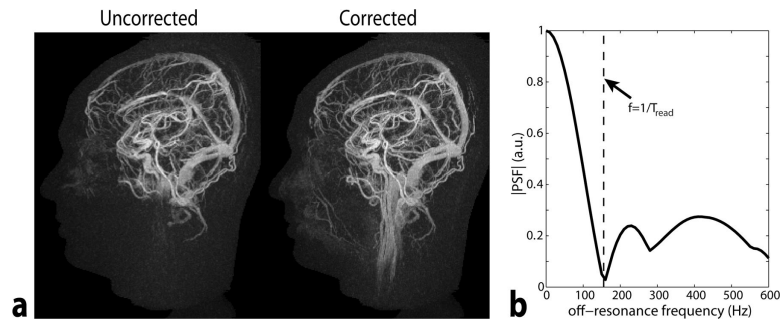 Uncorrected
Corrected
a
1
0.8
0.6
0.4
0.2
0
|PSF| (a.u.)
f=1/Tread
0 100 200 300 400 500 600
off−resonance frequency (Hz)
b